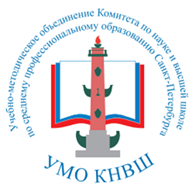 Учебно-методическое объединение Комитета по науке и высшей школе
по среднему профессиональному образованию Санкт-Петербурга
УМО КНВШ